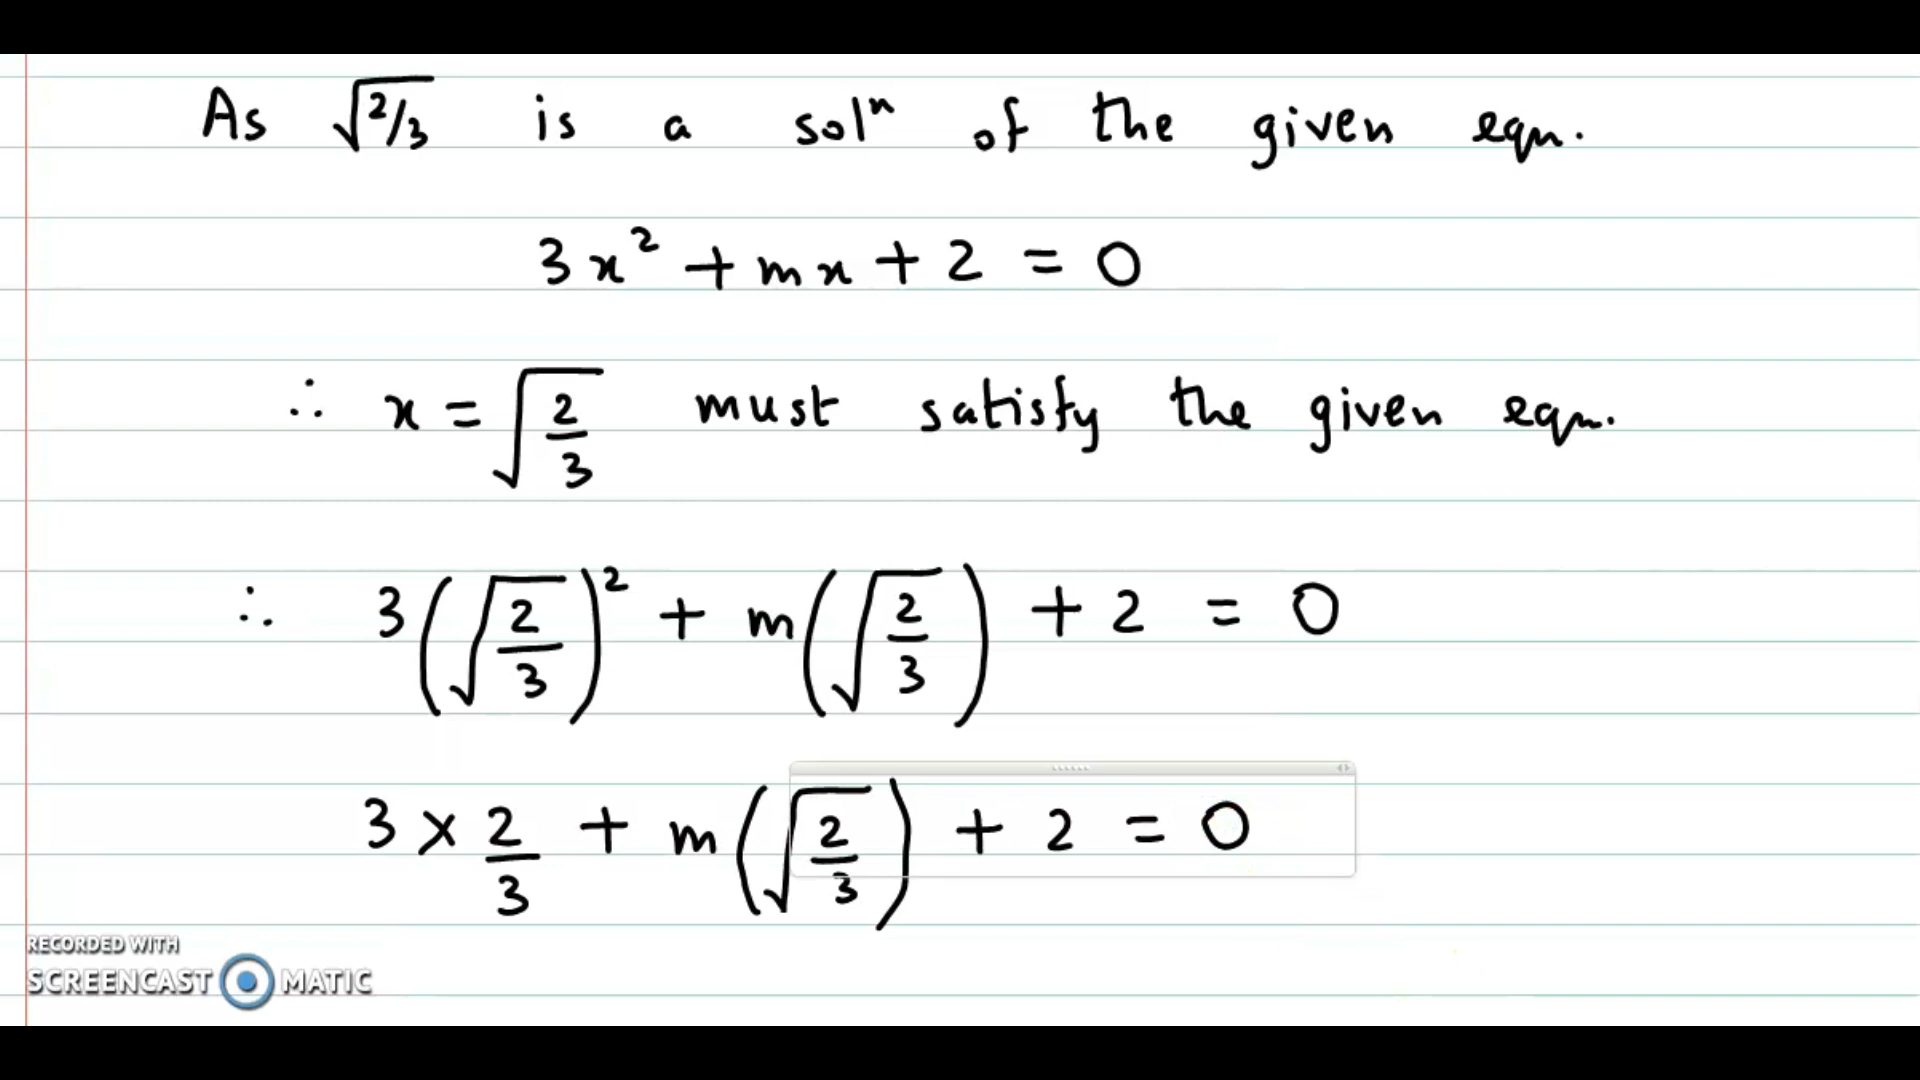 As √2/3 is a solⁿ of the given eqn.
3x² + mx + 2 = 0
∴ x = √(2/3) must satisfy the given eqn.
∴ 3(√(2/3))² + m(√(2/3)) + 2 = 0
3 × 2/3 + m(√(2/3)) + 2 = 0
RECORDED WITH
SCREENCAST MATIC